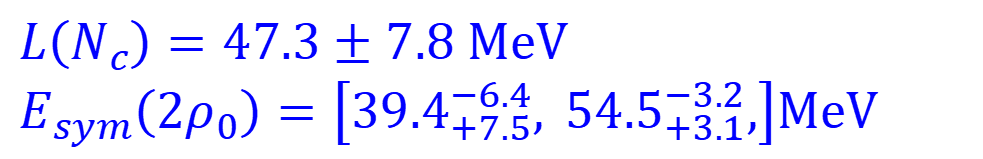 L(N_c) = 47.3 ± 7.8 MeV
E_sym(2ρ_0) = [39.4^{-6.4}_{+7.5}, 54.5^{-3.2}_{+3.1},]MeV